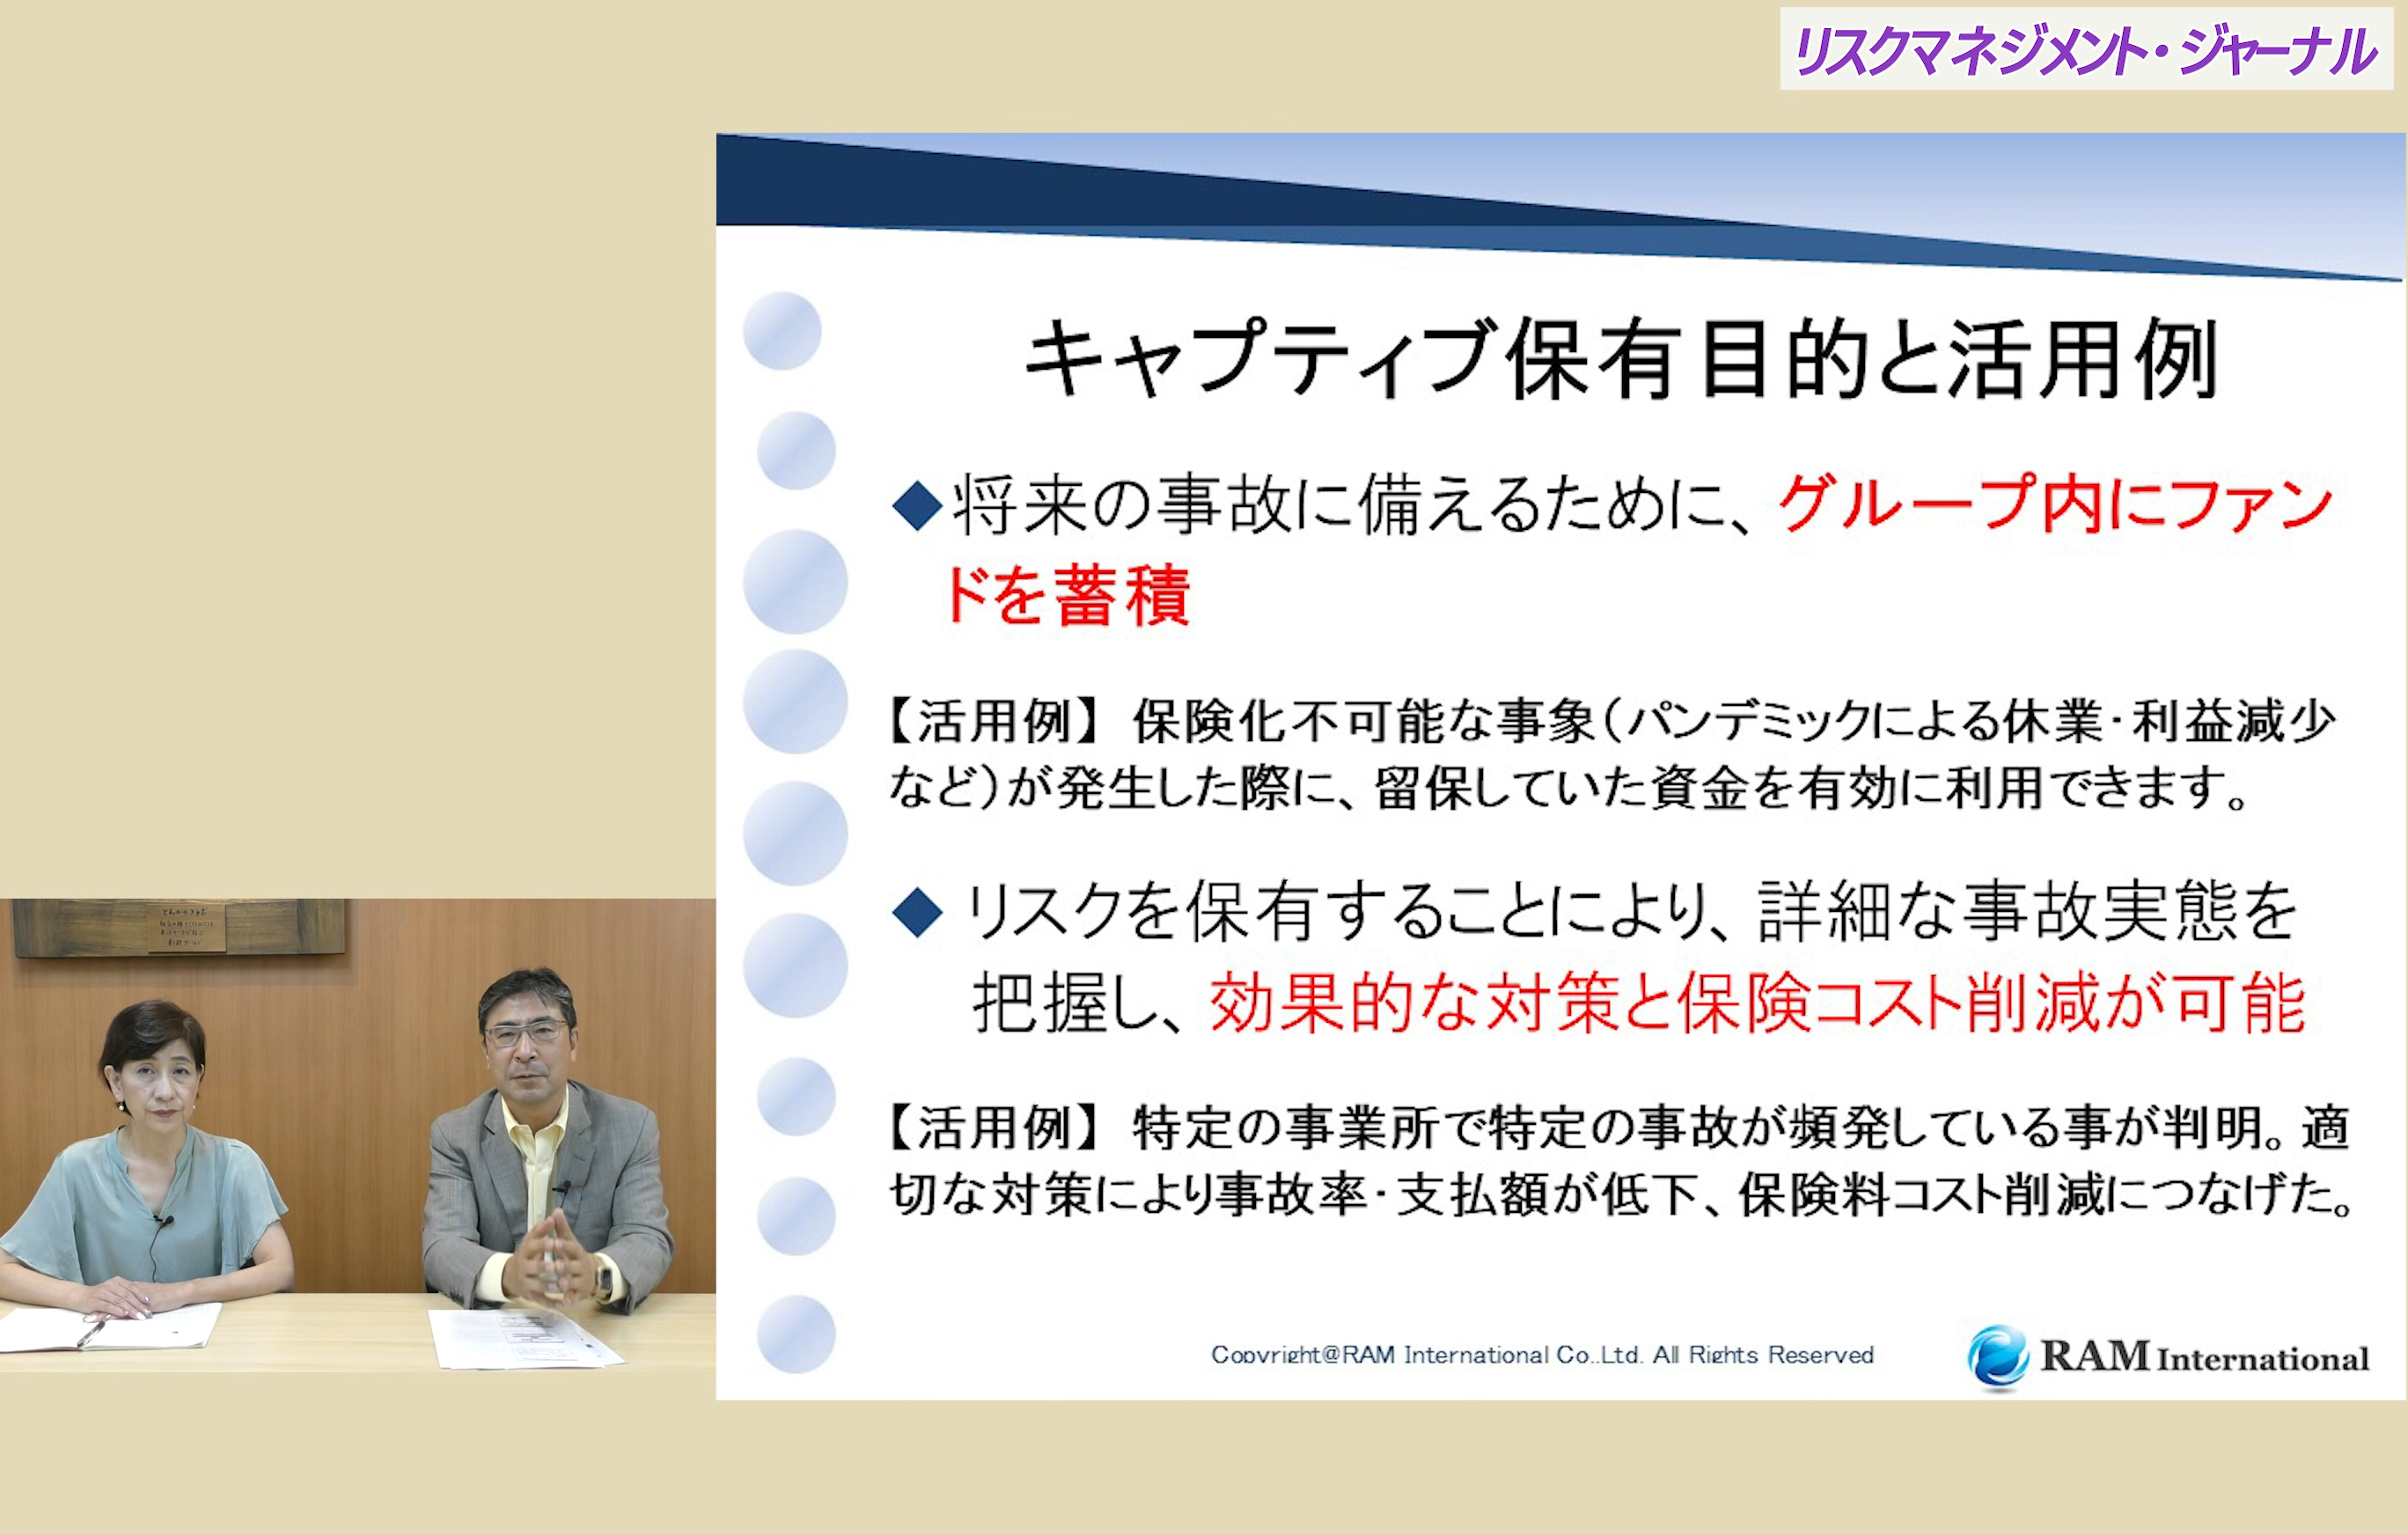 リスクマネジメント・ジャーナル
キャプティブ保有目的と活用例
◆将来の事故に備えるために、グループ内にファン
ドを蓄積
【活用例】 保険化不可能な事象（パンデミックによる休業・利益減少
など）が発生した際に、留保していた資金を有効に利用できます。
◆ リスクを保有することにより、詳細な事故実態を
把握し、効果的な対策と保険コスト削減が可能
【活用例】 特定の事業所で特定の事故が頻発している事が判明。適
切な対策により事故率・支払額が低下、保険料コスト削減につなげた。
Copyright@RAM International Co.,Ltd. All Rights Reserved
RAM International